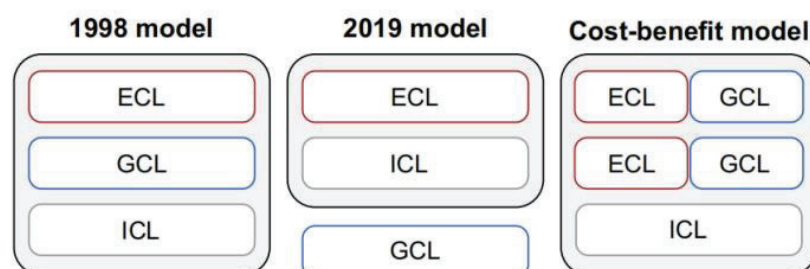 1998 model
2019 model
Cost-benefit model
ECL
ECL
ECL
GCL
GCL
ICL
ECL
GCL
ICL
GCL
ICL